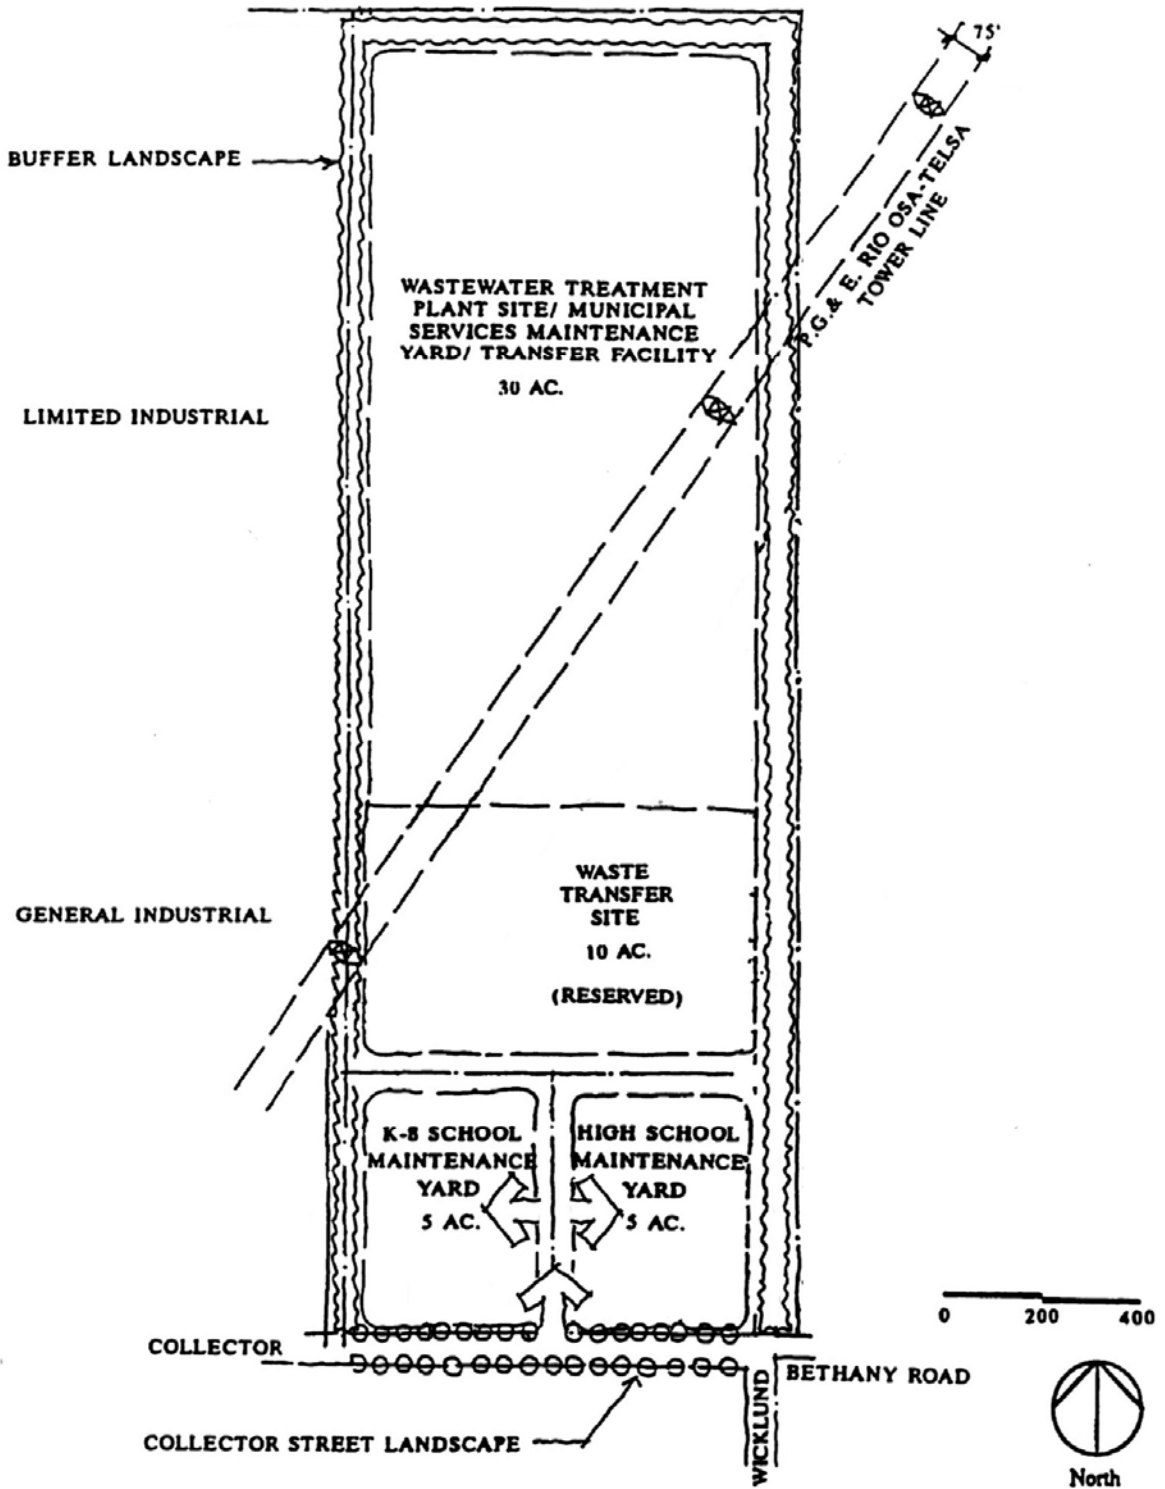 75'
BUFFER LANDSCAPE
P.G.& E. RIO OSA-TELSA
TOWER LINE
WASTEWATER TREATMENT
PLANT SITE/ MUNICIPAL
SERVICES MAINTENANCE
YARD/ TRANSFER FACILITY
30 AC.
LIMITED INDUSTRIAL
WASTE
TRANSFER
SITE
10 AC.
(RESERVED)
GENERAL INDUSTRIAL
K-8 SCHOOL
MAINTENANCE
YARD
5 AC.
HIGH SCHOOL
MAINTENANCE
YARD
5 AC.
0 200 400
COLLECTOR
BETHANY ROAD
WICKLUND
COLLECTOR STREET LANDSCAPE
North